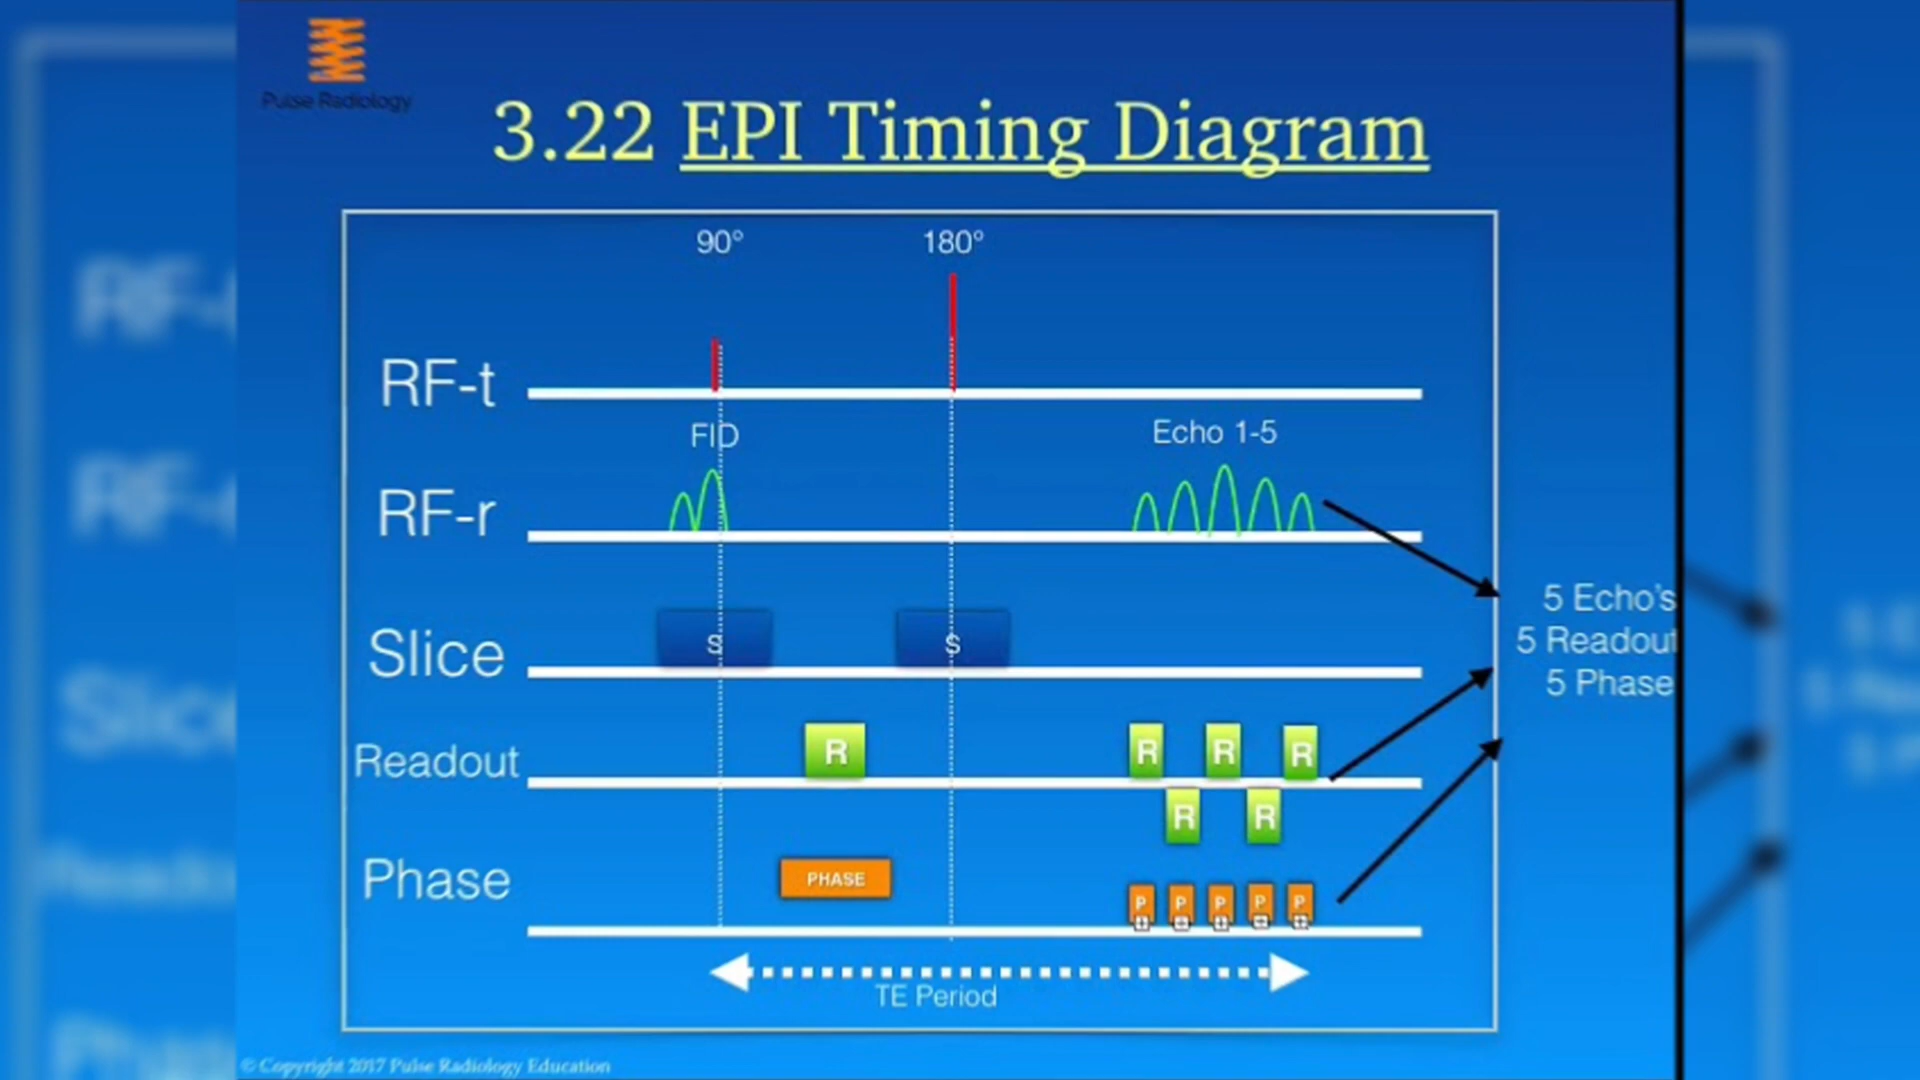 Pulse Radiology
3.22 EPI Timing Diagram
90° 180°
RF-t
FID Echo 1-5
RF-r
5 Echo's
Slice S S
5 Readout
5 Phase
Readout R R R R
R R
Phase PHASE P P P P P
TE Period
© Copyright 2017 Pulse Radiology Education